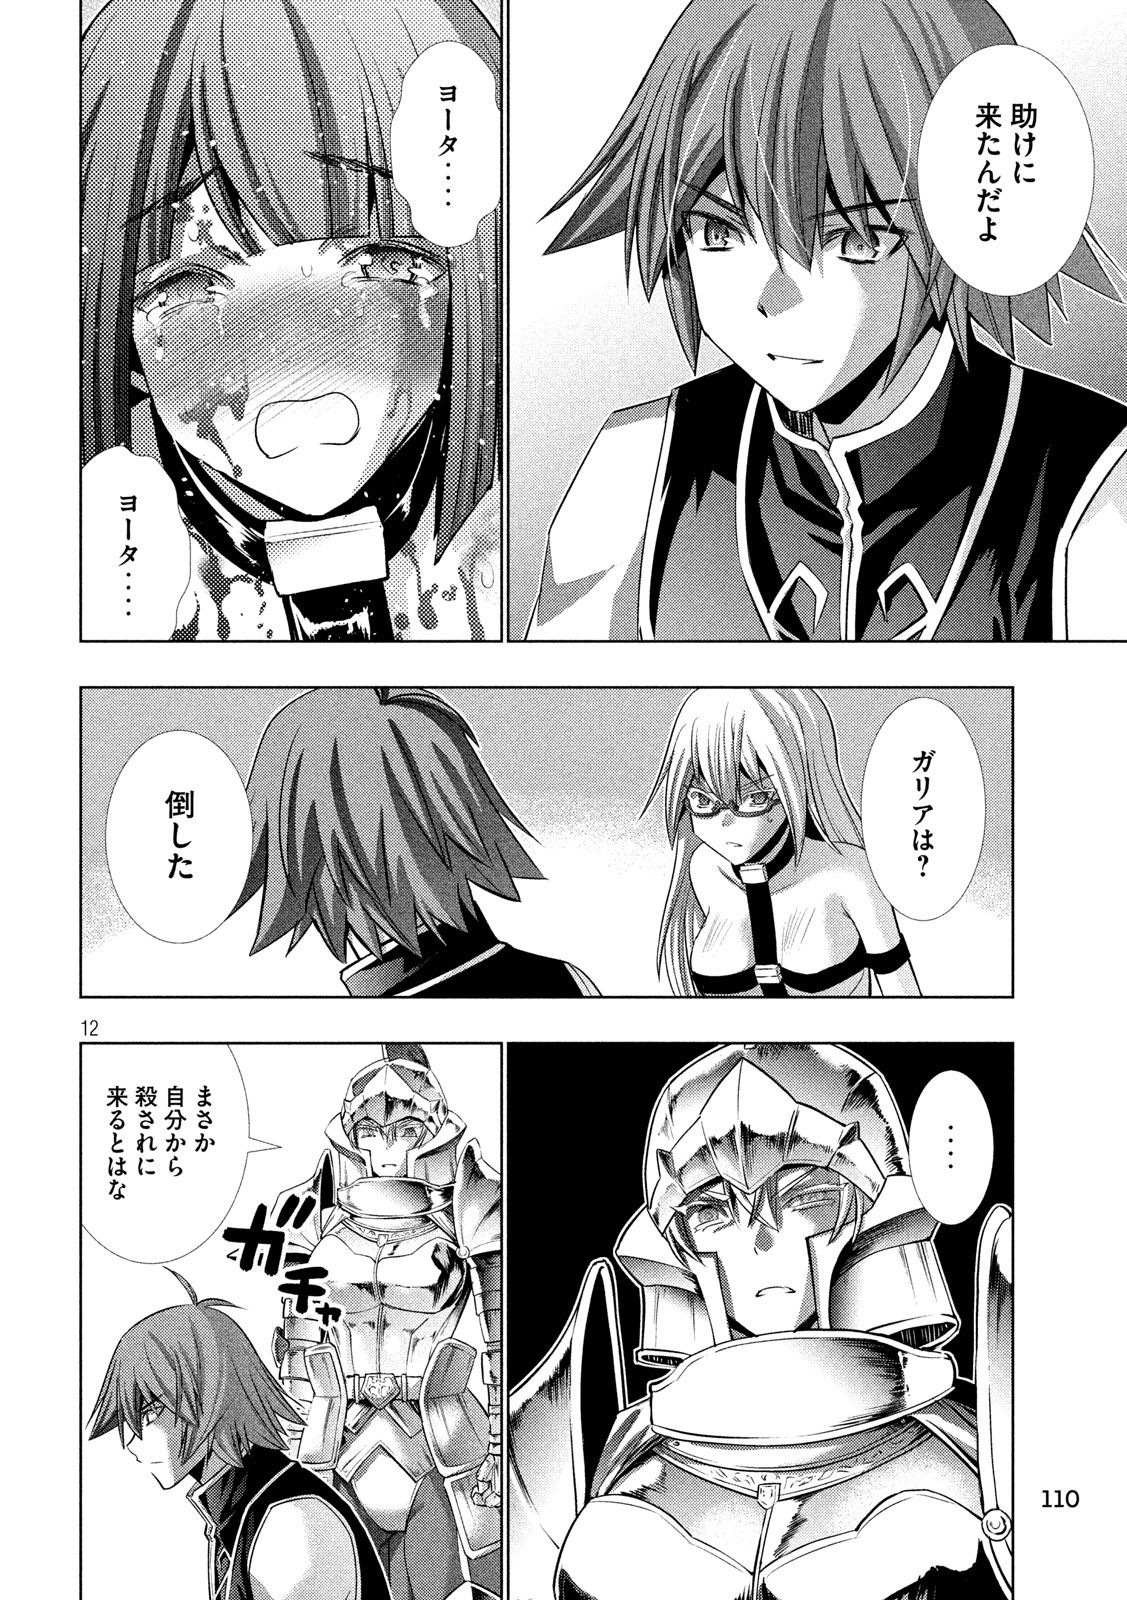 助けに
来たんだよ
ヨータ‥‥
ヨータ‥‥
ガリアは?
倒した
‥‥
まさか
自分から
殺されに
来るとはな
ガチャ
12
110